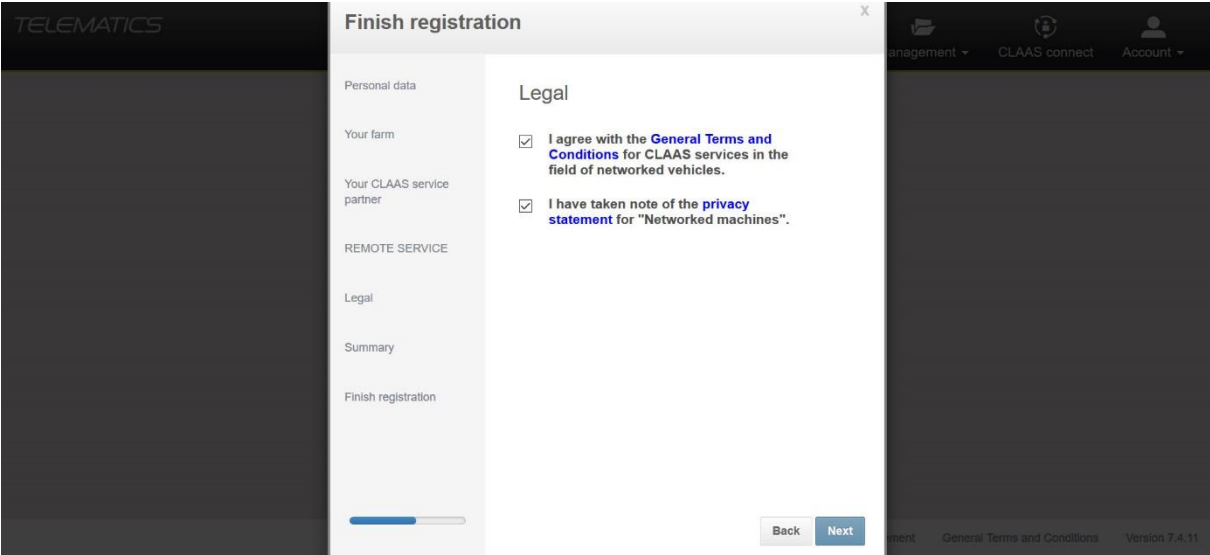 TELEMATICS
Finish registration
X
anagement
CLAAS connect
Account
Personal data
Your farm
Your CLAAS service
partner
REMOTE SERVICE
Legal
Summary
Finish registration
Legal
I agree with the General Terms and
Conditions for CLAAS services in the
field of networked vehicles.
I have taken note of the privacy
statement for "Networked machines".
Back
Next
ment
General Terms and Conditions
Version 7.4.11